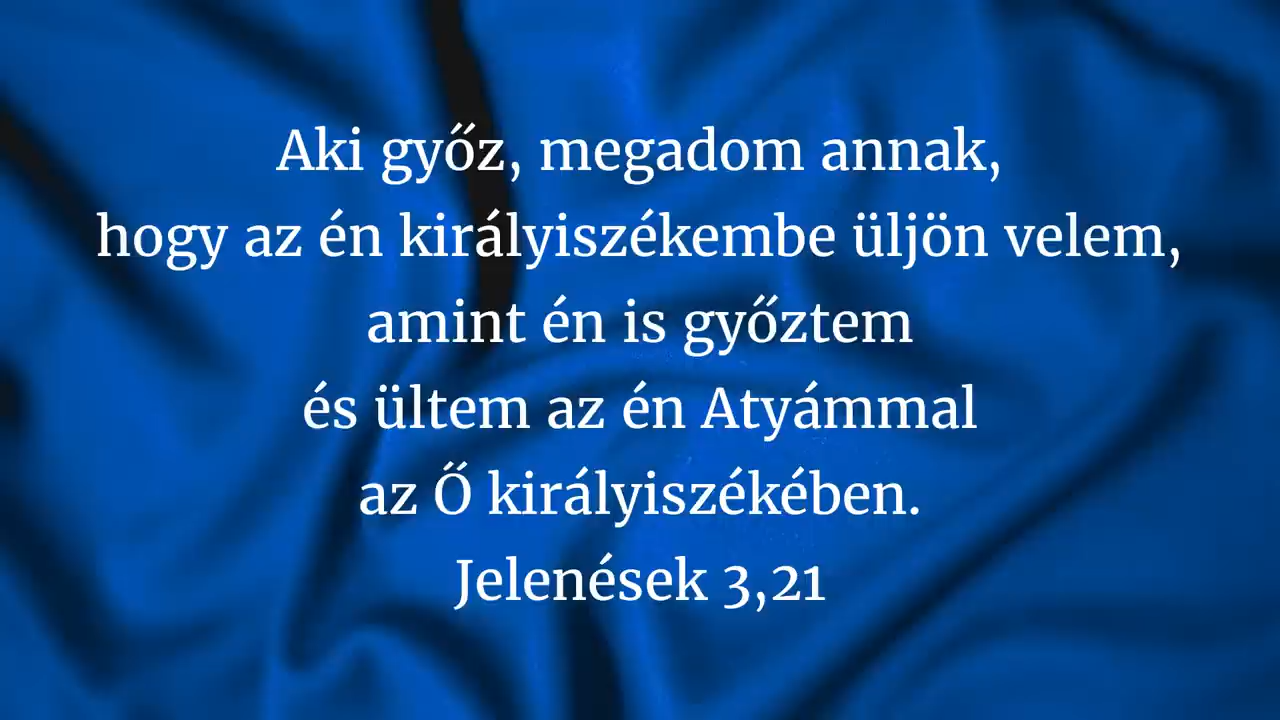 Aki győz, megadom annak,
hogy az én királyiszékembe üljön velem,
amint én is győztem
és ültem az én Atyámmal
az Ő királyiszékében.
Jelenések 3,21